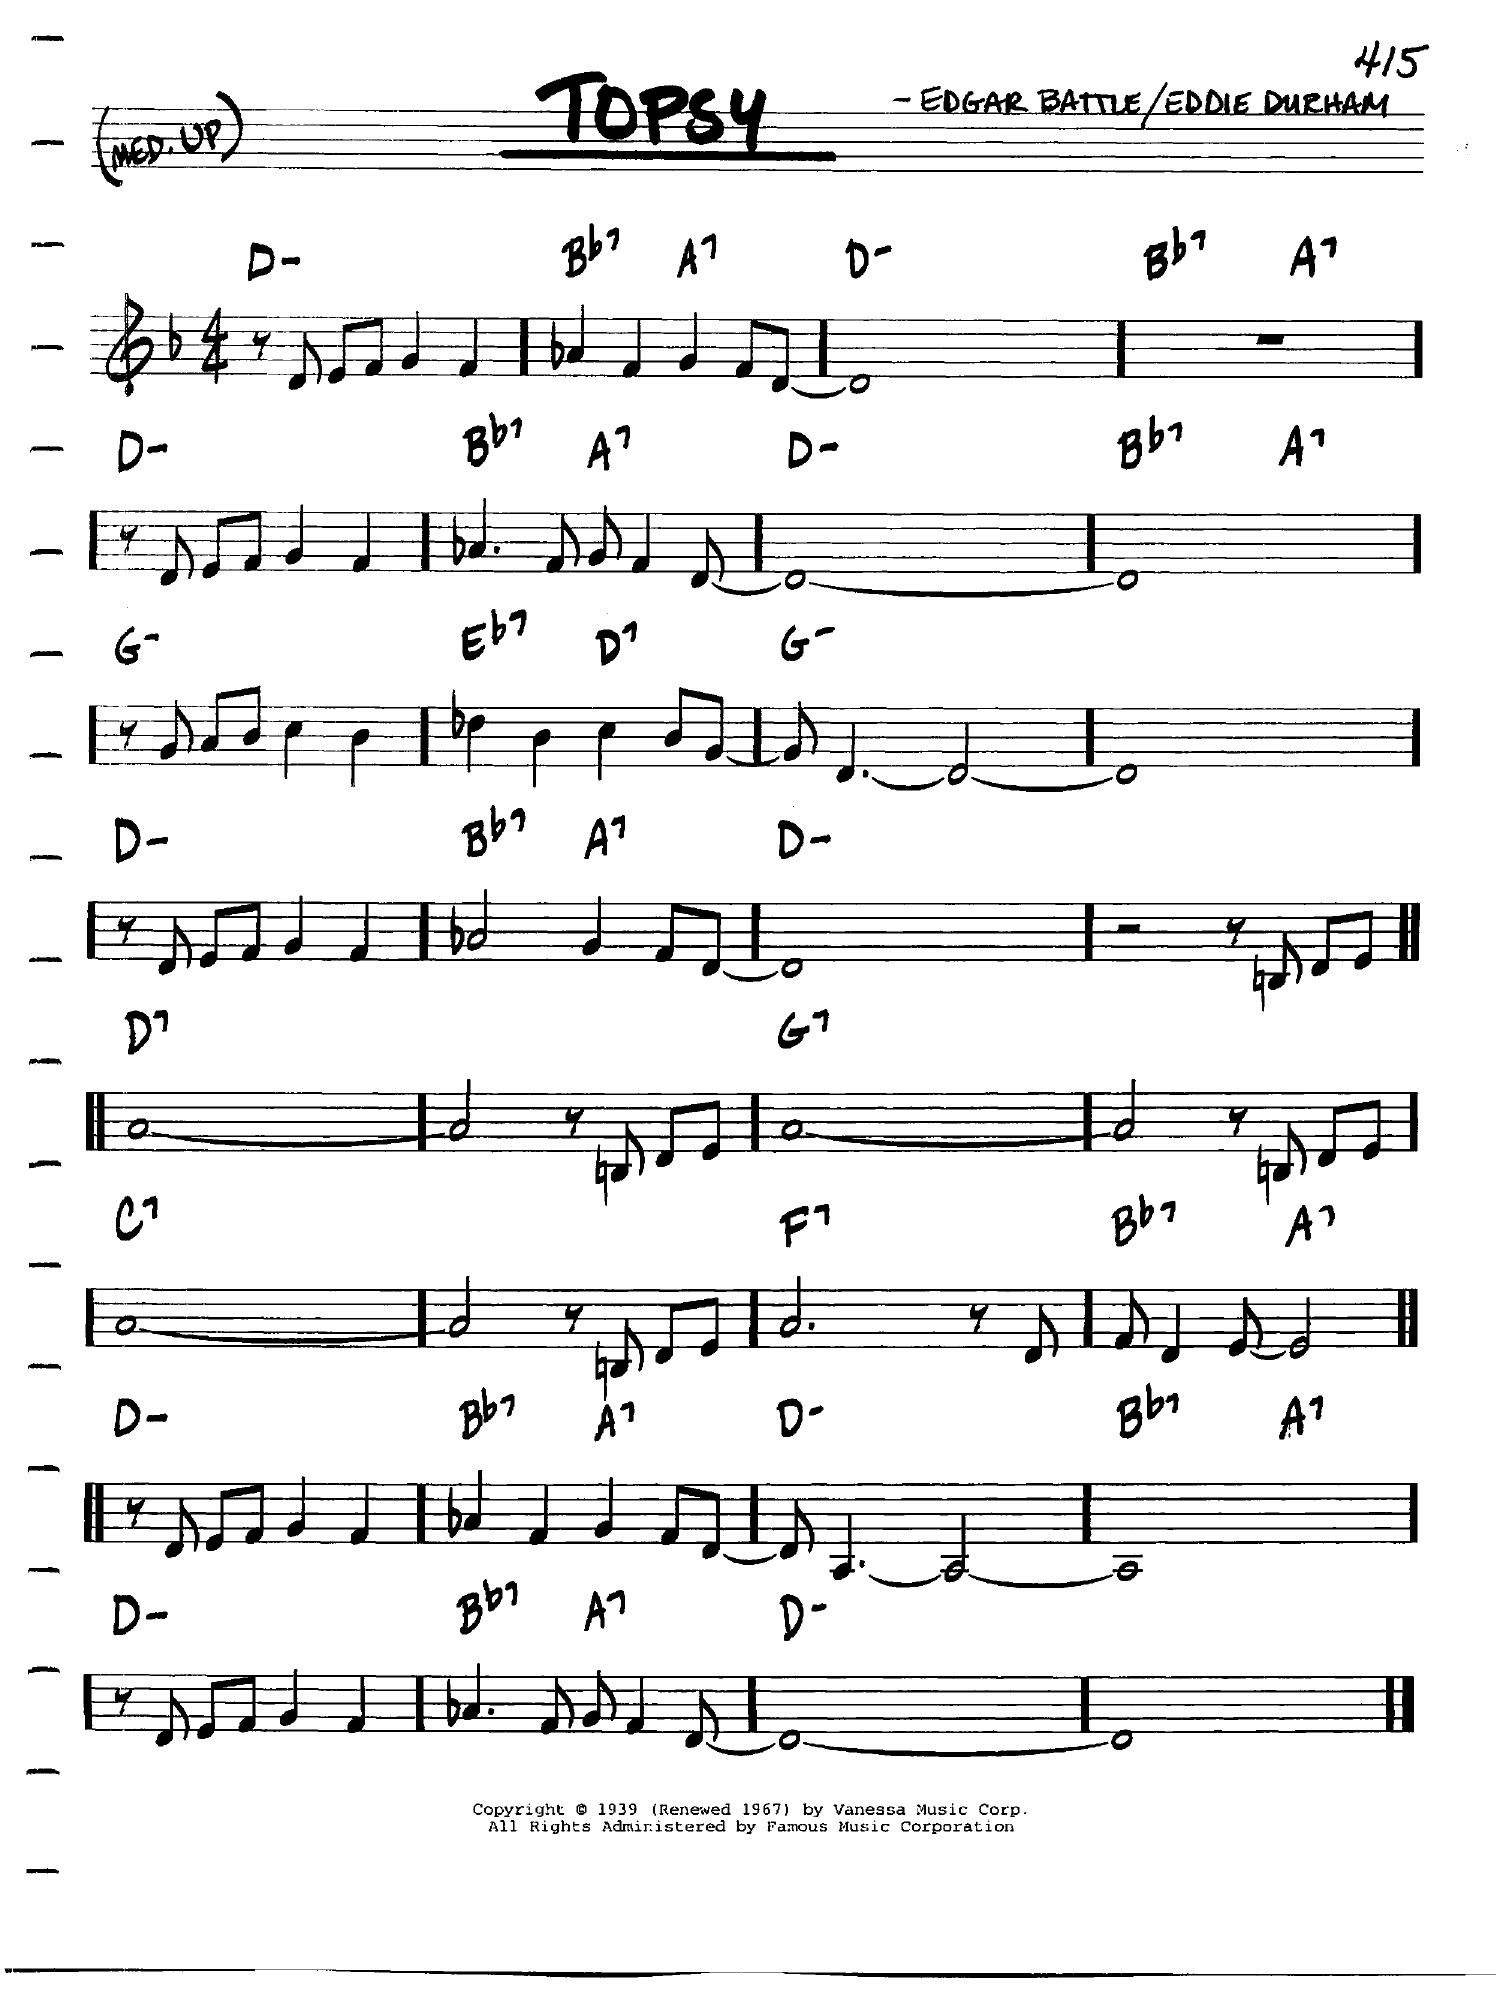 415
TOPSY
- EDGAR BATTLE/EDDIE DURHAM
(MED. UP)
D- Bb7 A7 D- Bb7 A7
4/4
D- Bb7 A7 D- Bb7 A7
G- Eb7 D7 G-
D- Bb7 A7 D-
D7 G7
C7 F7 Bb7 A7
D- Bb7 A7 D- Bb7 A7
D- Bb7 A7 D-
Copyright © 1939 (Renewed 1967) by Vanessa Music Corp.
All Rights Administered by Famous Music Corporation